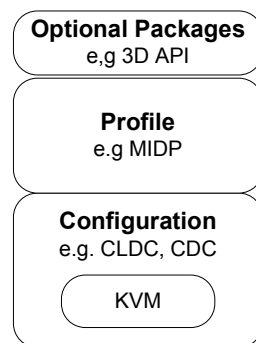 Optional Packages
e,g 3D API
Profile
e.g MIDP
Configuration
e.g. CLDC, CDC
KVM